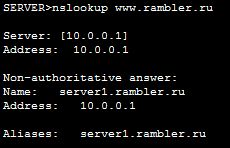 SERVER>nslookup www.rambler.ru
Server: [10.0.0.1]
Address: 10.0.0.1
Non-authoritative answer:
Name: server1.rambler.ru
Address: 10.0.0.1
Aliases: server1.rambler.ru